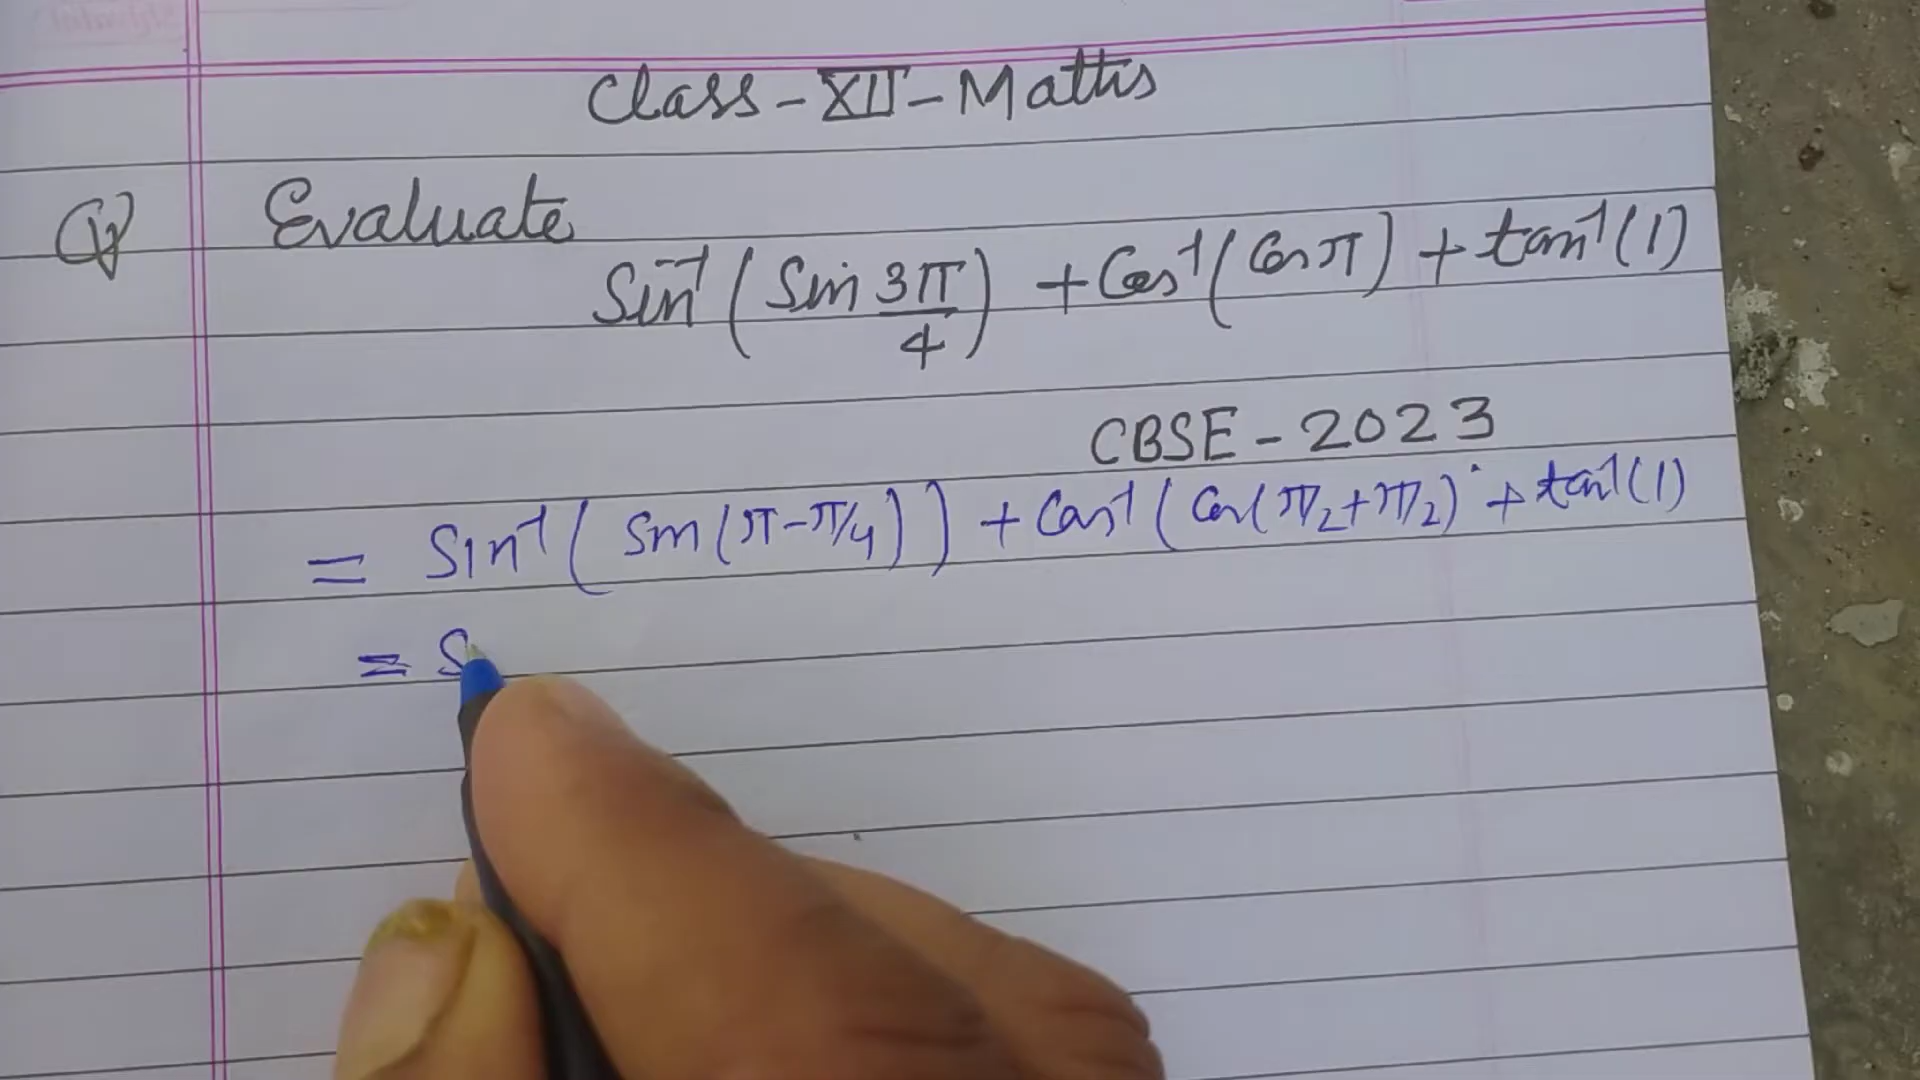 Class-XII-Maths
Q1 Evaluate
Sin⁻¹(Sin 3π/4) + Cos⁻¹(Cos π) + tan⁻¹(1)
CBSE-2023
= Sin⁻¹(Sin(π-π/4)) + Cos⁻¹(Cos(π/2+π/2) + tan⁻¹(1)
= S